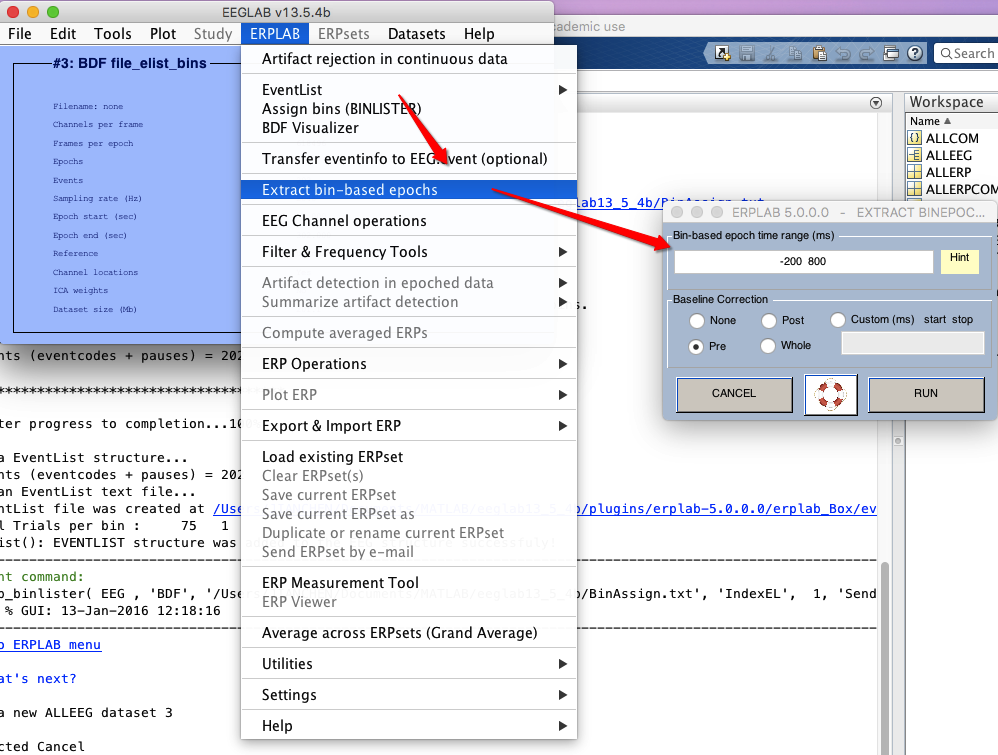 EEGLAB v13.5.4b
ademic use
File Edit Tools Plot Study ERPLAB ERPsets Datasets Help
Search
#3: BDF file_elist_bins
Filename: none
Channels per frame
Frames per epoch
Epochs
Events
Sampling rate (Hz)
Epoch start (sec)
Epoch end (sec)
Reference
Channel locations
ICA weights
Dataset size (Mb)
Artifact rejection in continuous data
EventList
Assign bins (BINLISTER)
BDF Visualizer
Transfer eventinfo to EEG.event (optional)
Extract bin-based epochs
EEG Channel operations
Filter & Frequency Tools
Artifact detection in epoched data
Summarize artifact detection
Compute averaged ERPs
ERP Operations
Plot ERP
Export & Import ERP
Load existing ERPset
Clear ERPset(s)
Save current ERPset
Save current ERPset as
Duplicate or rename current ERPset
Send ERPset by e-mail
ERP Measurement Tool
ERP Viewer
Average across ERPsets (Grand Average)
Utilities
Settings
Help
Workspace
Name
ALLCOM
ALLEEG
ALLERP
ALLERPCOM
lab13_5_4b/BinAssign.txt
ERPLAB 5.0.0.0 - EXTRACT BINEPOC...
Bin-based epoch time range (ms)
-200 800
Hint
Baseline Correction
None Post Custom (ms) start stop
Pre Whole
CANCEL RUN
s.
nts (eventcodes + pauses) = 202
******************************
ter progress to completion...10
a EventList structure...
nts (eventcodes + pauses) = 202
an EventList text file...
ntList file was created at /Use
/plugins/erplab-5.0.0.0/erplab_Box/ev
l Trials per bin : 75 1
ist(): EVENTLIST structure was
nt command:
p_binlister( EEG , 'BDF', '/Users
/Documents/MATLAB/eeglab13_5_4b/BinAssign.txt', 'IndexEL', 1, 'Send
% GUI: 13-Jan-2016 12:18:16
o ERPLAB menu
at's next?
a new ALLEEG dataset 3
cted Cancel